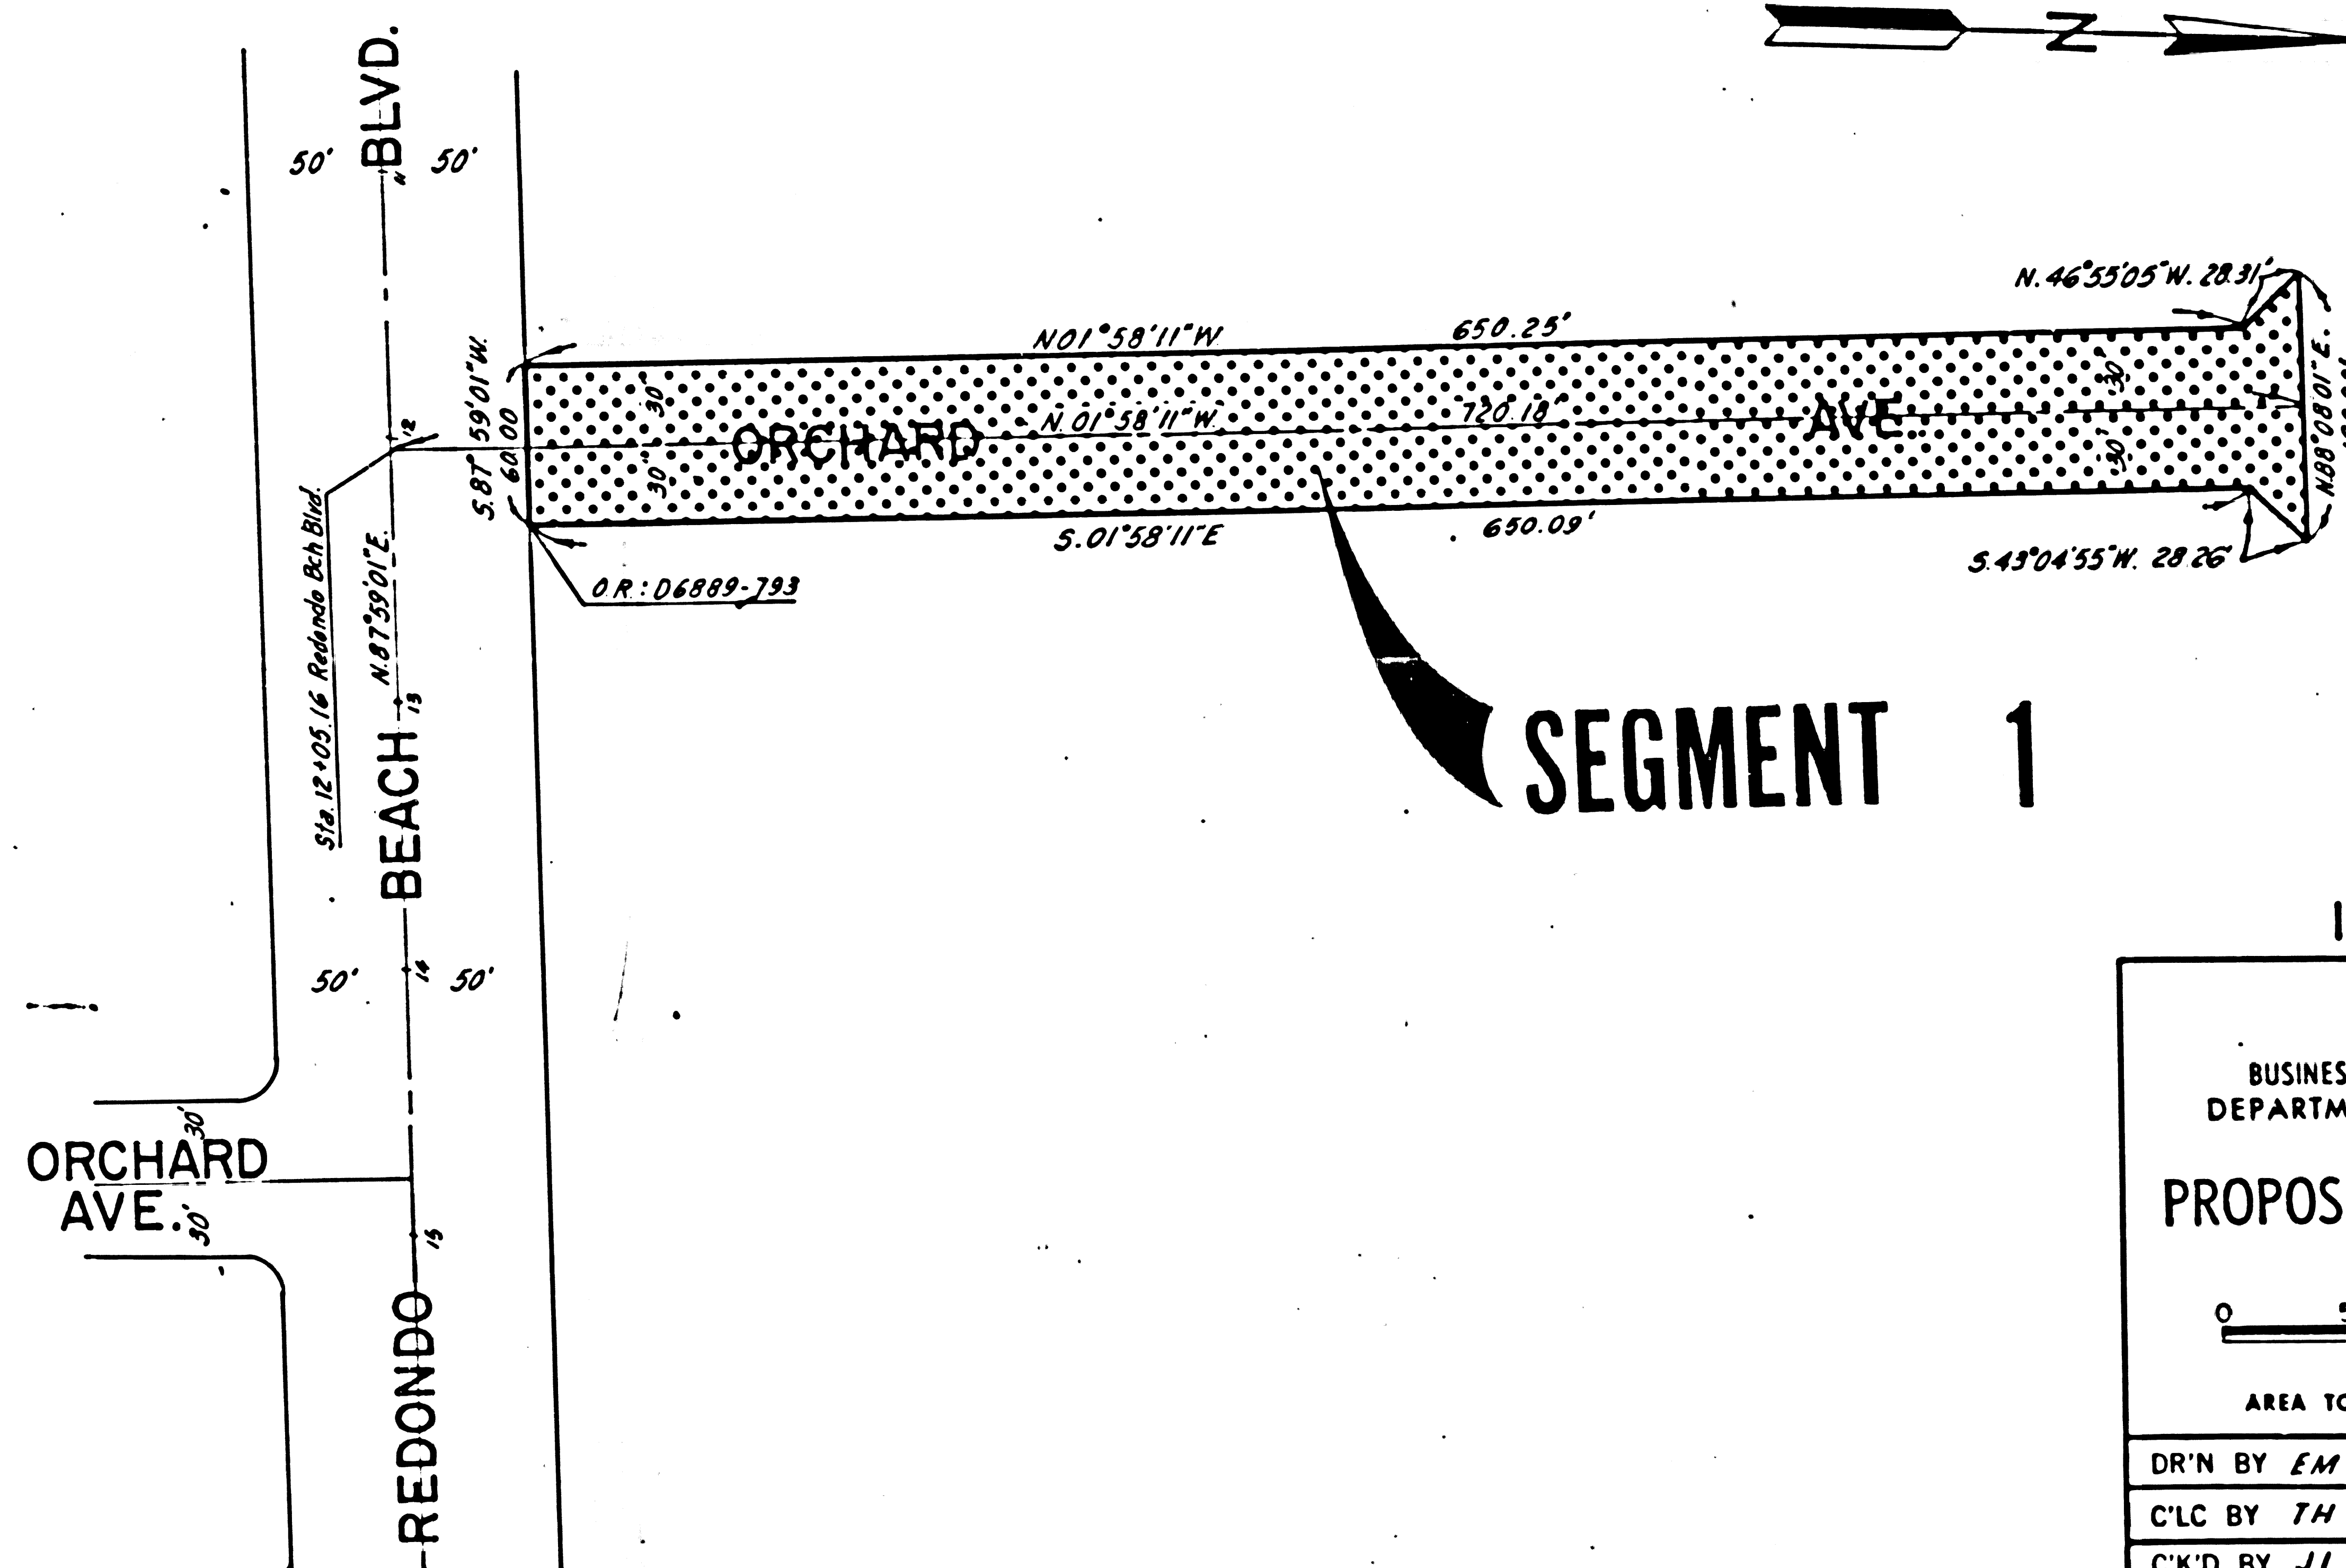 N
BLVD.
50'
50'
N. 46°55'05" W. 28.31'
N 01°58'11" W.
650.25'
S. 87°59'01" W.
60.00
30'
30'
N. 01°58'11" W.
720.18'
ORCHARD
AVE.
30'
30'
N. 88°08'01" E.
12
Sta. 12+05.16 Redondo Bch Blvd.
N. 87°59'01" E.
S. 01°58'11" E
650.09'
S. 43°04'55" W. 28.26'
O.R.: D6889-793
13
SEGMENT 1
BEACH
50'
14
50'
30'
ORCHARD
AVE.
30'
15
REDONDO
BUSINES
DEPARTM
PROPOS
0
AREA TO
DR'N BY EM
C'LC BY TH
C'K'D BY